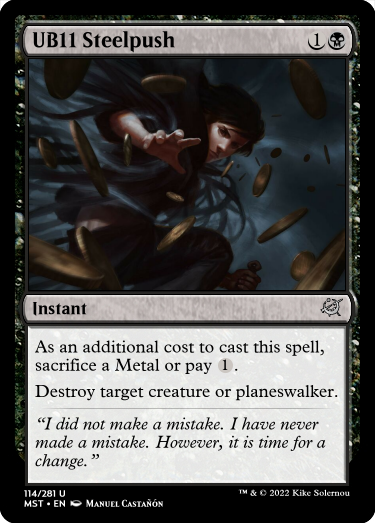 UB11 Steelpush 1
Instant
As an additional cost to cast this spell,
sacrifice a Metal or pay 1.
Destroy target creature or planeswalker.
“I did not make a mistake. I have never
made a mistake. However, it is time for a
change.”
114/281 U
MST • EN Manuel Castañón
™ & © 2022 Kike Solernou